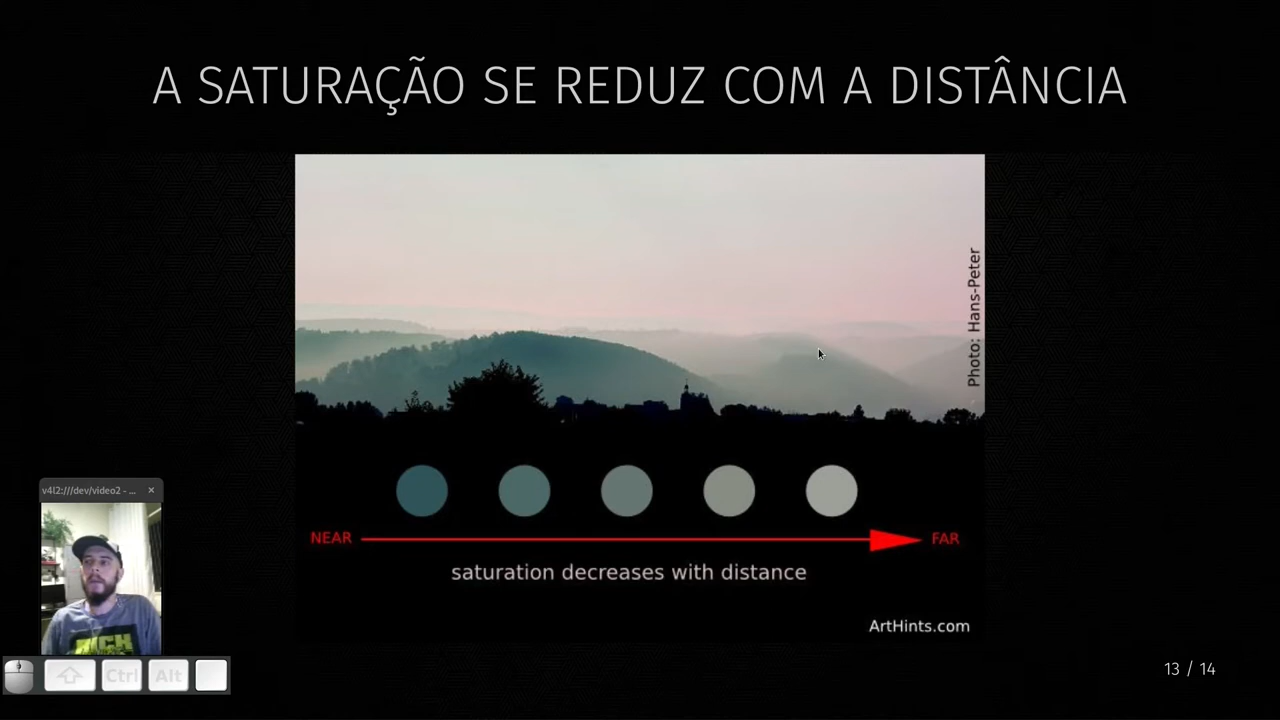 A SATURAÇÃO SE REDUZ COM A DISTÂNCIA
Photo: Hans-Peter
NEAR
FAR
saturation decreases with distance
ArtHints.com
v4l2:///dev/video2 - ...
RICH
Ctrl
Alt
13 / 14